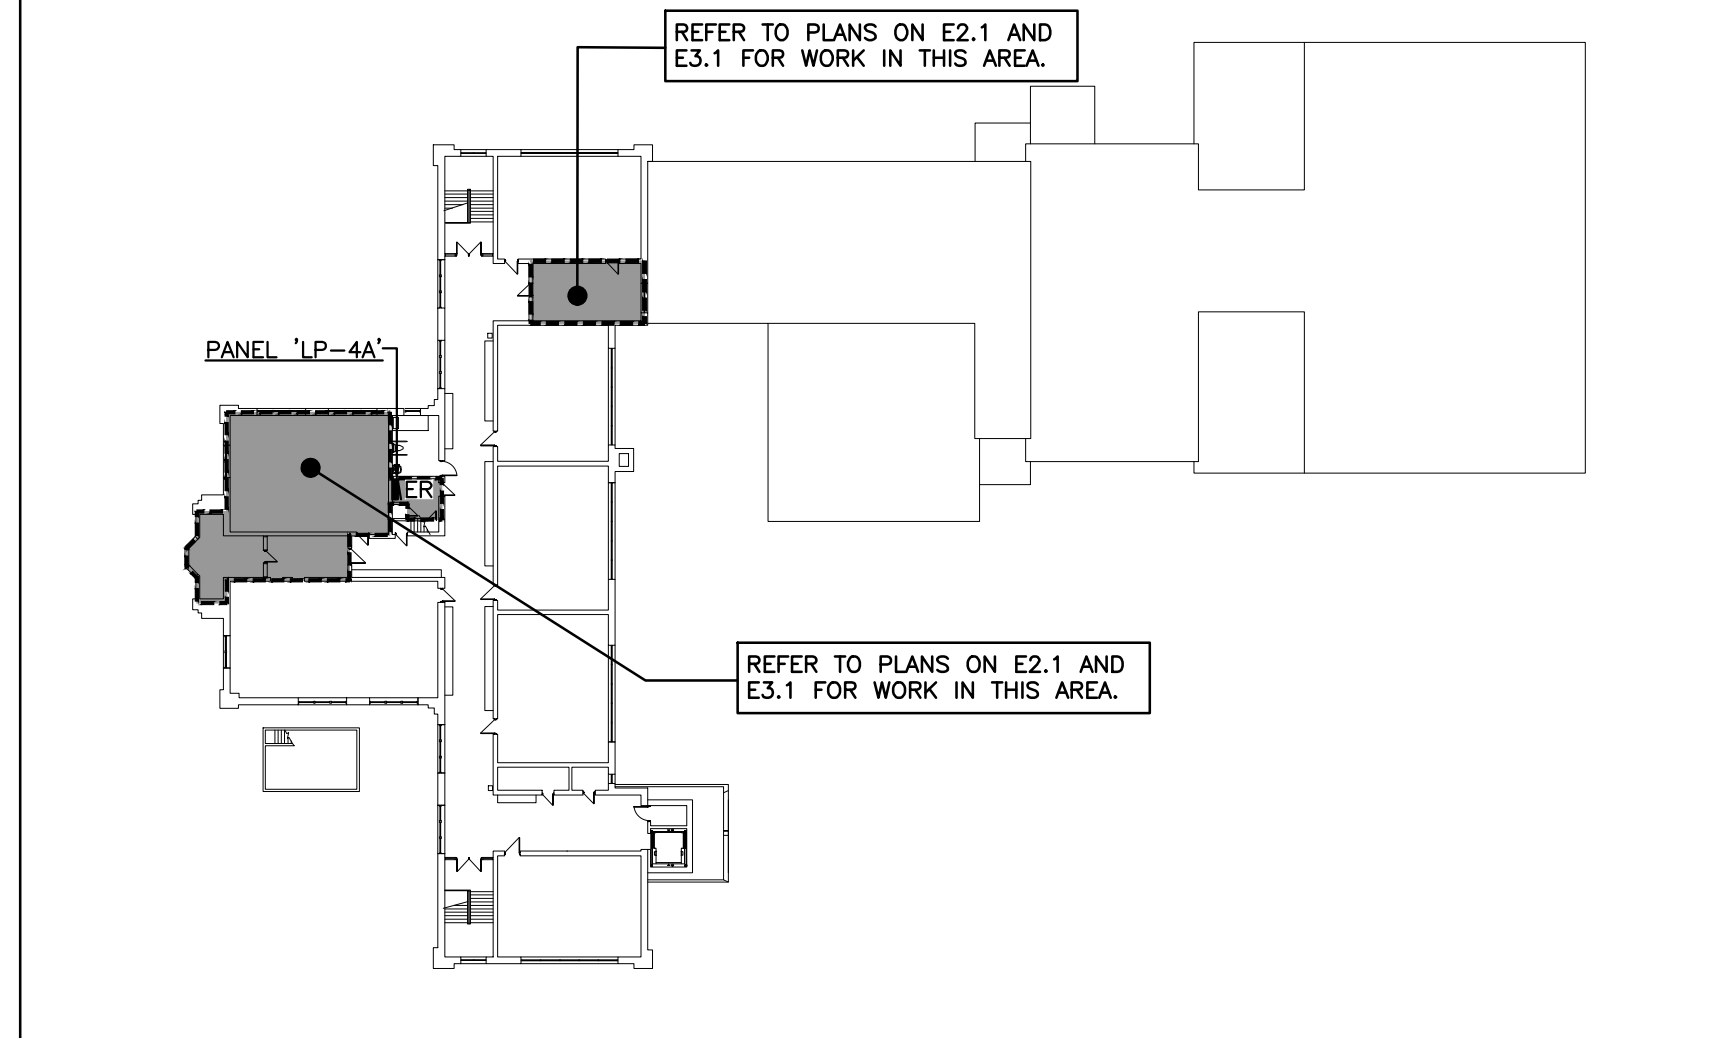 REFER TO PLANS ON E2.1 AND
E3.1 FOR WORK IN THIS AREA.
PANEL 'LP-4A'
ER
REFER TO PLANS ON E2.1 AND
E3.1 FOR WORK IN THIS AREA.